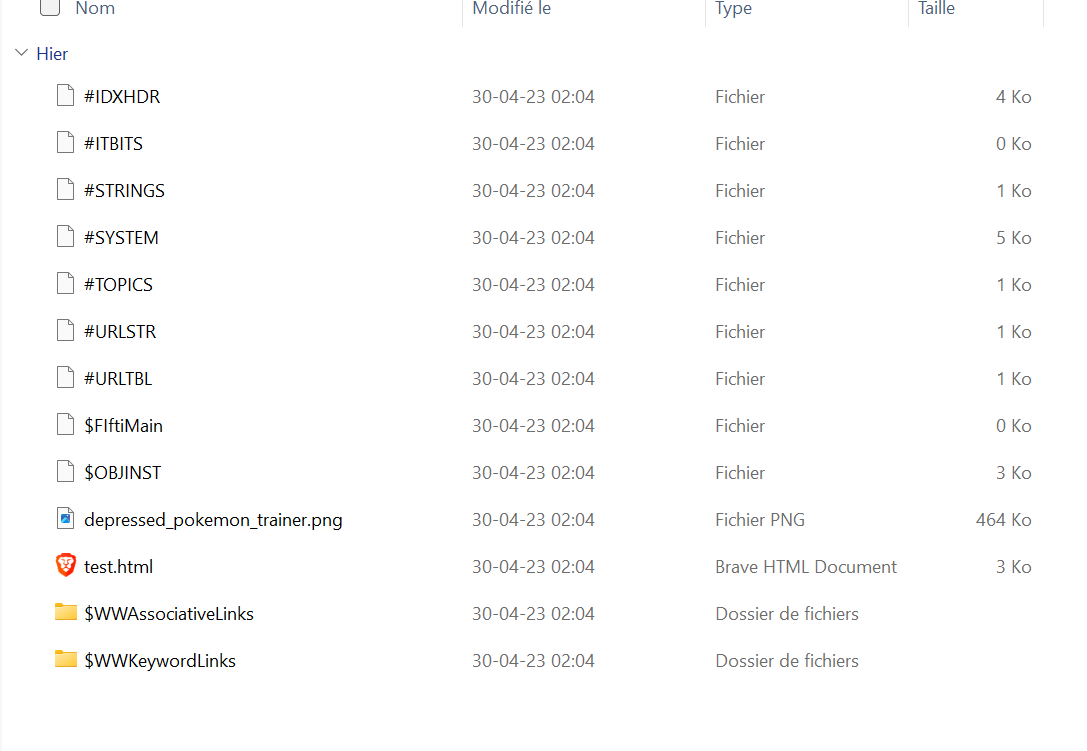 Nom Modifié le Type Taille
Hier
#IDXHDR 30-04-23 02:04 Fichier 4 Ko
#ITBITS 30-04-23 02:04 Fichier 0 Ko
#STRINGS 30-04-23 02:04 Fichier 1 Ko
#SYSTEM 30-04-23 02:04 Fichier 5 Ko
#TOPICS 30-04-23 02:04 Fichier 1 Ko
#URLSTR 30-04-23 02:04 Fichier 1 Ko
#URLTBL 30-04-23 02:04 Fichier 1 Ko
$FIftiMain 30-04-23 02:04 Fichier 0 Ko
$OBJINST 30-04-23 02:04 Fichier 3 Ko
depressed_pokemon_trainer.png 30-04-23 02:04 Fichier PNG 464 Ko
test.html 30-04-23 02:04 Brave HTML Document 3 Ko
$WWAssociativeLinks 30-04-23 02:04 Dossier de fichiers
$WWKeywordLinks 30-04-23 02:04 Dossier de fichiers